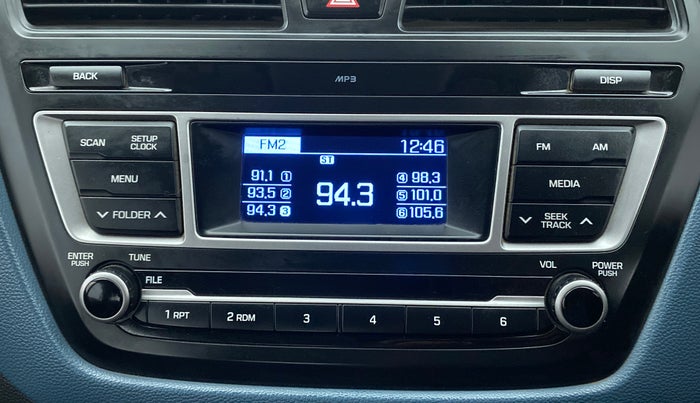 BACK
MP3
DISP
SCAN
SETUP
CLOCK
MENU
FOLDER
FM2
12:46
ST
91,1 1
93,5 2
94,3 3
94.3
4 98,3
5 101,0
6 105,6
FM
AM
MEDIA
SEEK
TRACK
ENTER
PUSH
TUNE
FILE
VOL
POWER
PUSH
1 RPT
2 RDM
3
4
5
6